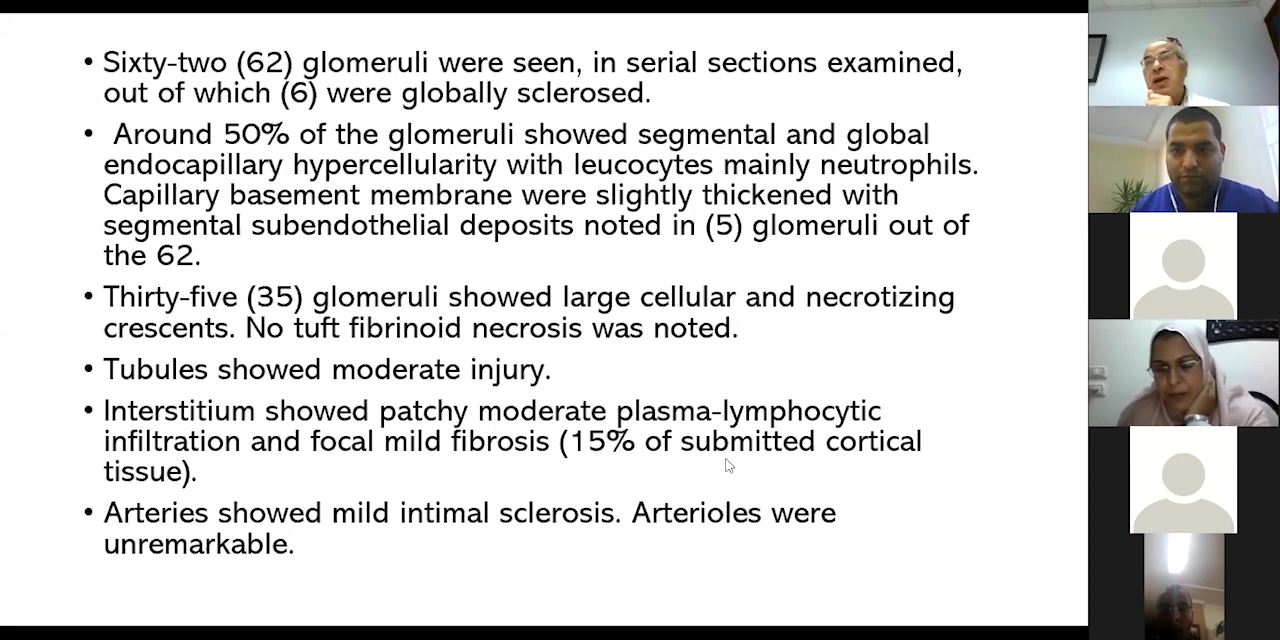 • Sixty-two (62) glomeruli were seen, in serial sections examined,
out of which (6) were globally sclerosed.
• Around 50% of the glomeruli showed segmental and global
endocapillary hypercellularity with leucocytes mainly neutrophils.
Capillary basement membrane were slightly thickened with
segmental subendothelial deposits noted in (5) glomeruli out of
the 62.
• Thirty-five (35) glomeruli showed large cellular and necrotizing
crescents. No tuft fibrinoid necrosis was noted.
• Tubules showed moderate injury.
• Interstitium showed patchy moderate plasma-lymphocytic
infiltration and focal mild fibrosis (15% of submitted cortical
tissue).
• Arteries showed mild intimal sclerosis. Arterioles were
unremarkable.